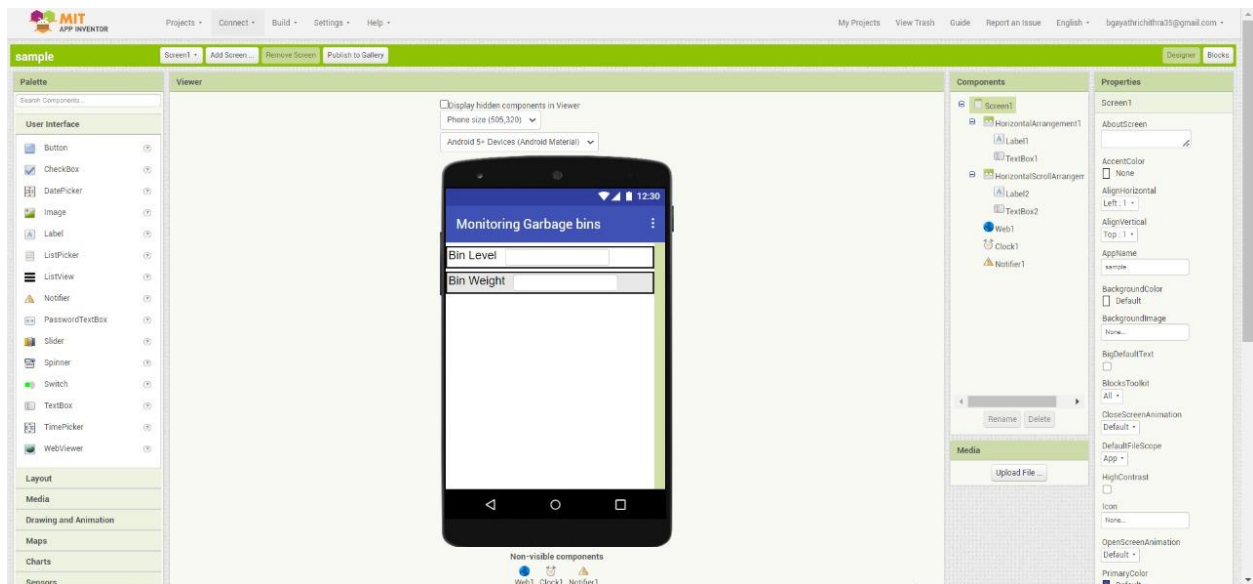 MIT
APP INVENTOR
Projects
Connect
Build
Settings
Help
My Projects
View Trash
Guide
Report an Issue
English
bgayathrichithra35@gmail.com
sample
Screen1
Add Screen ...
Remove Screen
Publish to Gallery
Designer
Blocks
Palette
Search Components...
User Interface
Button
CheckBox
DatePicker
Image
Label
ListPicker
ListView
Notifier
PasswordTextBox
Slider
Spinner
Switch
TextBox
TimePicker
WebViewer
Layout
Media
Drawing and Animation
Maps
Charts
Sensors
Viewer
Display hidden components in Viewer
Phone size (505,320)
Android 5+ Devices (Android Material)
12:30
Monitoring Garbage bins
Bin Level
Bin Weight
Non-visible components
Web1 Clock1 Notifier1
Components
Screen1
HorizontalArrangement1
Label1
TextBox1
HorizontalScrollArrangem
Label2
TextBox2
Web1
Clock1
Notifier1
Rename
Delete
Media
Upload File ...
Properties
Screen1
AboutScreen
AccentColor
None
AlignHorizontal
Left : 1
AlignVertical
Top : 1
AppName
sample
BackgroundColor
Default
BackgroundImage
None...
BigDefaultText
BlocksToolkit
All
CloseScreenAnimation
Default
DefaultFileScope
App
HighContrast
Icon
None...
OpenScreenAnimation
Default
PrimaryColor
Default